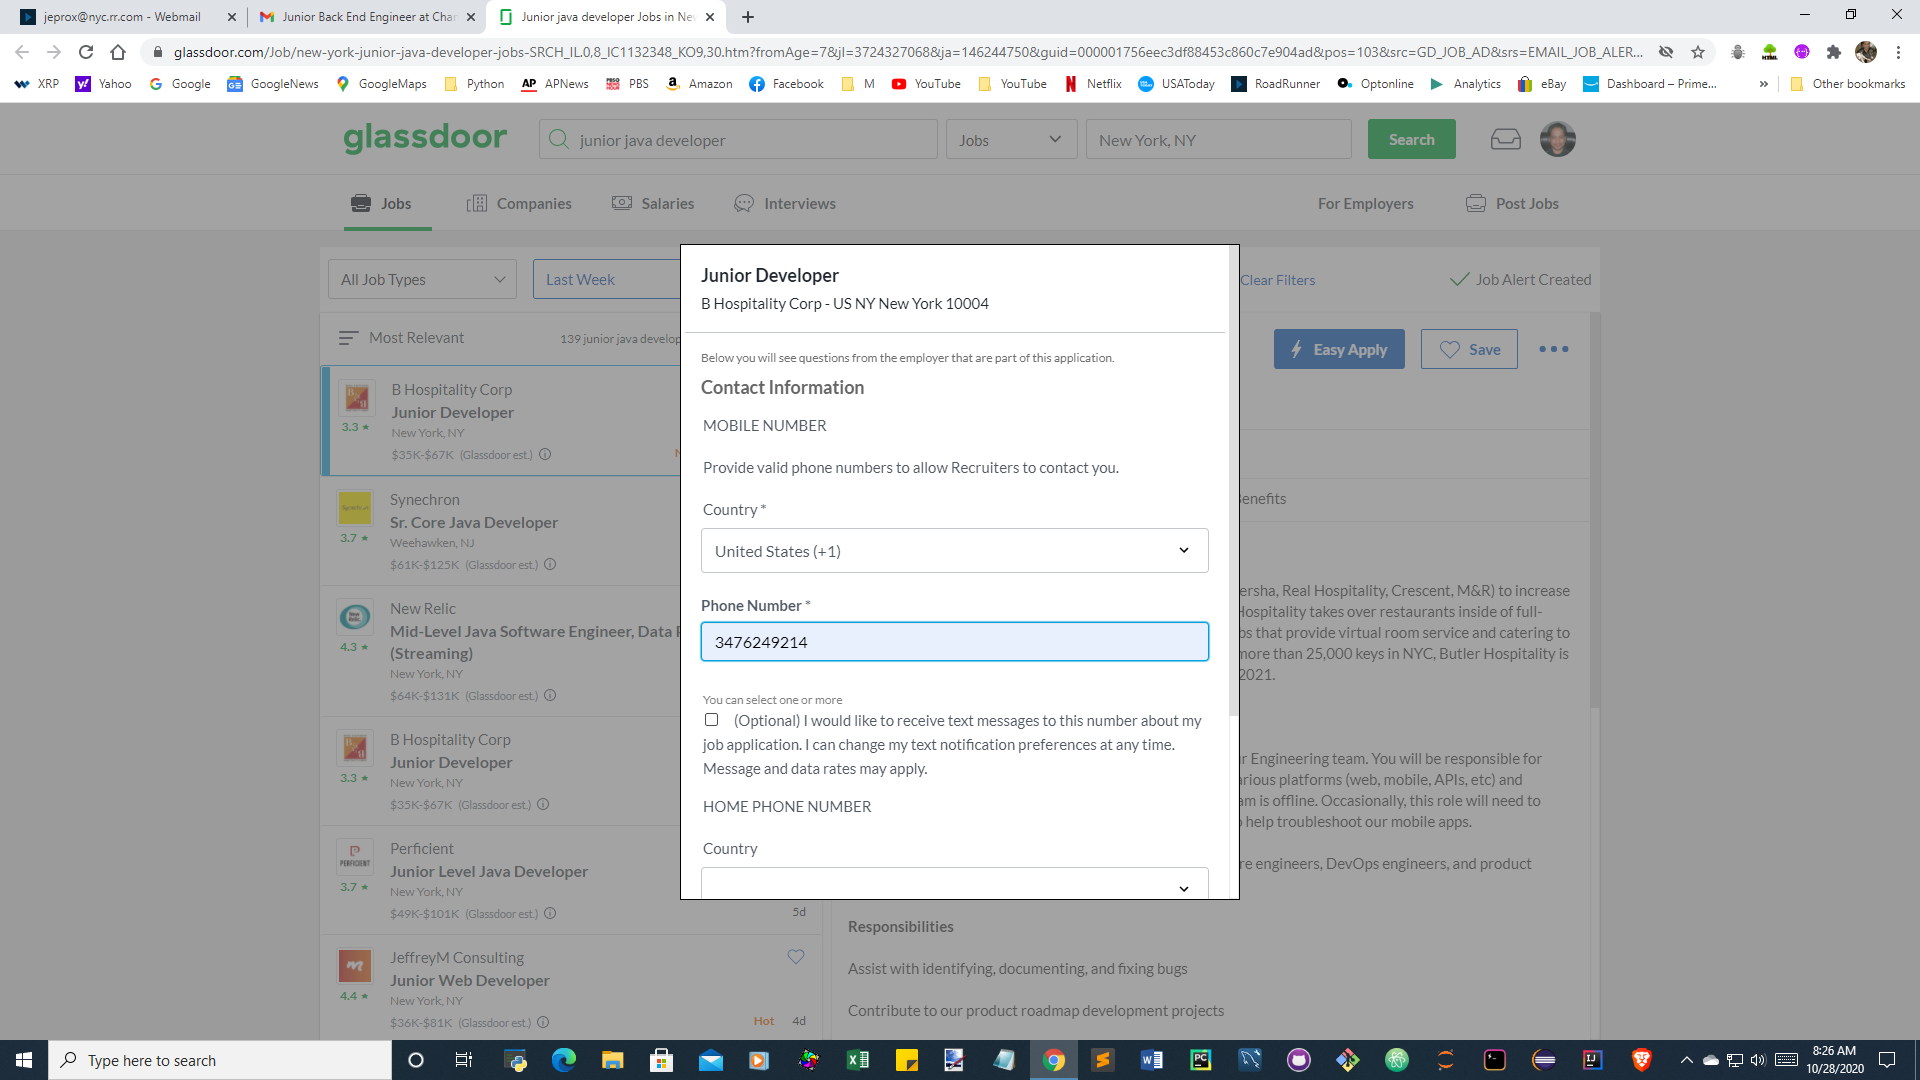 jeprox@nyc.rr.com - Webmail
Junior Back End Engineer at Char
Junior java developer Jobs in Nev
glassdoor.com/Job/new-york-junior-java-developer-jobs-SRCH_IL.0,8_IC1132348_KO9,30.htm?fromAge=7&jl=3724327068&ja=146244750&guid=000001756eec3df88453c860c7e904ad&pos=103&src=GD_JOB_AD&srs=EMAIL_JOB_ALER...
XRP Yahoo Google GoogleNews GoogleMaps Python APNews PBS Amazon Facebook M YouTube YouTube Netflix USAToday RoadRunner Optonline Analytics eBay Dashboard – Prime... » Other bookmarks
glassdoor
junior java developer
Jobs
New York, NY
Search
Jobs Companies Salaries Interviews For Employers Post Jobs
All Job Types
Last Week
Clear Filters
Job Alert Created
Most Relevant
139 junior java develop
Easy Apply
Save
B Hospitality Corp
Junior Developer
3.3 ★
New York, NY
$35K-$67K (Glassdoor est.)
Synechron
Sr. Core Java Developer
3.7 ★
Weehawken, NJ
$61K-$125K (Glassdoor est.)
New Relic
Mid-Level Java Software Engineer, Data P
4.3 ★
(Streaming)
New York, NY
$64K-$131K (Glassdoor est.)
B Hospitality Corp
Junior Developer
3.3 ★
New York, NY
$35K-$67K (Glassdoor est.)
Perficient
PERFICIENT
Junior Level Java Developer
3.7 ★
New York, NY
$49K-$101K (Glassdoor est.)
5d
JeffreyM Consulting
Junior Web Developer
4.4 ★
New York, NY
$36K-$81K (Glassdoor est.)
Hot 4d
Junior Developer
B Hospitality Corp - US NY New York 10004
Below you will see questions from the employer that are part of this application.
Contact Information
MOBILE NUMBER
Provide valid phone numbers to allow Recruiters to contact you.
Country *
United States (+1)
Phone Number *
3476249214
You can select one or more
(Optional) I would like to receive text messages to this number about my
job application. I can change my text notification preferences at any time.
Message and data rates may apply.
HOME PHONE NUMBER
Country
Benefits
ersha, Real Hospitality, Crescent, M&R) to increase
Hospitality takes over restaurants inside of full-
os that provide virtual room service and catering to
more than 25,000 keys in NYC, Butler Hospitality is
2021.
r Engineering team. You will be responsible for
arious platforms (web, mobile, APIs, etc) and
am is offline. Occasionally, this role will need to
o help troubleshoot our mobile apps.
re engineers, DevOps engineers, and product
Responsibilities
Assist with identifying, documenting, and fixing bugs
Contribute to our product roadmap development projects
Type here to search
8:26 AM
10/28/2020